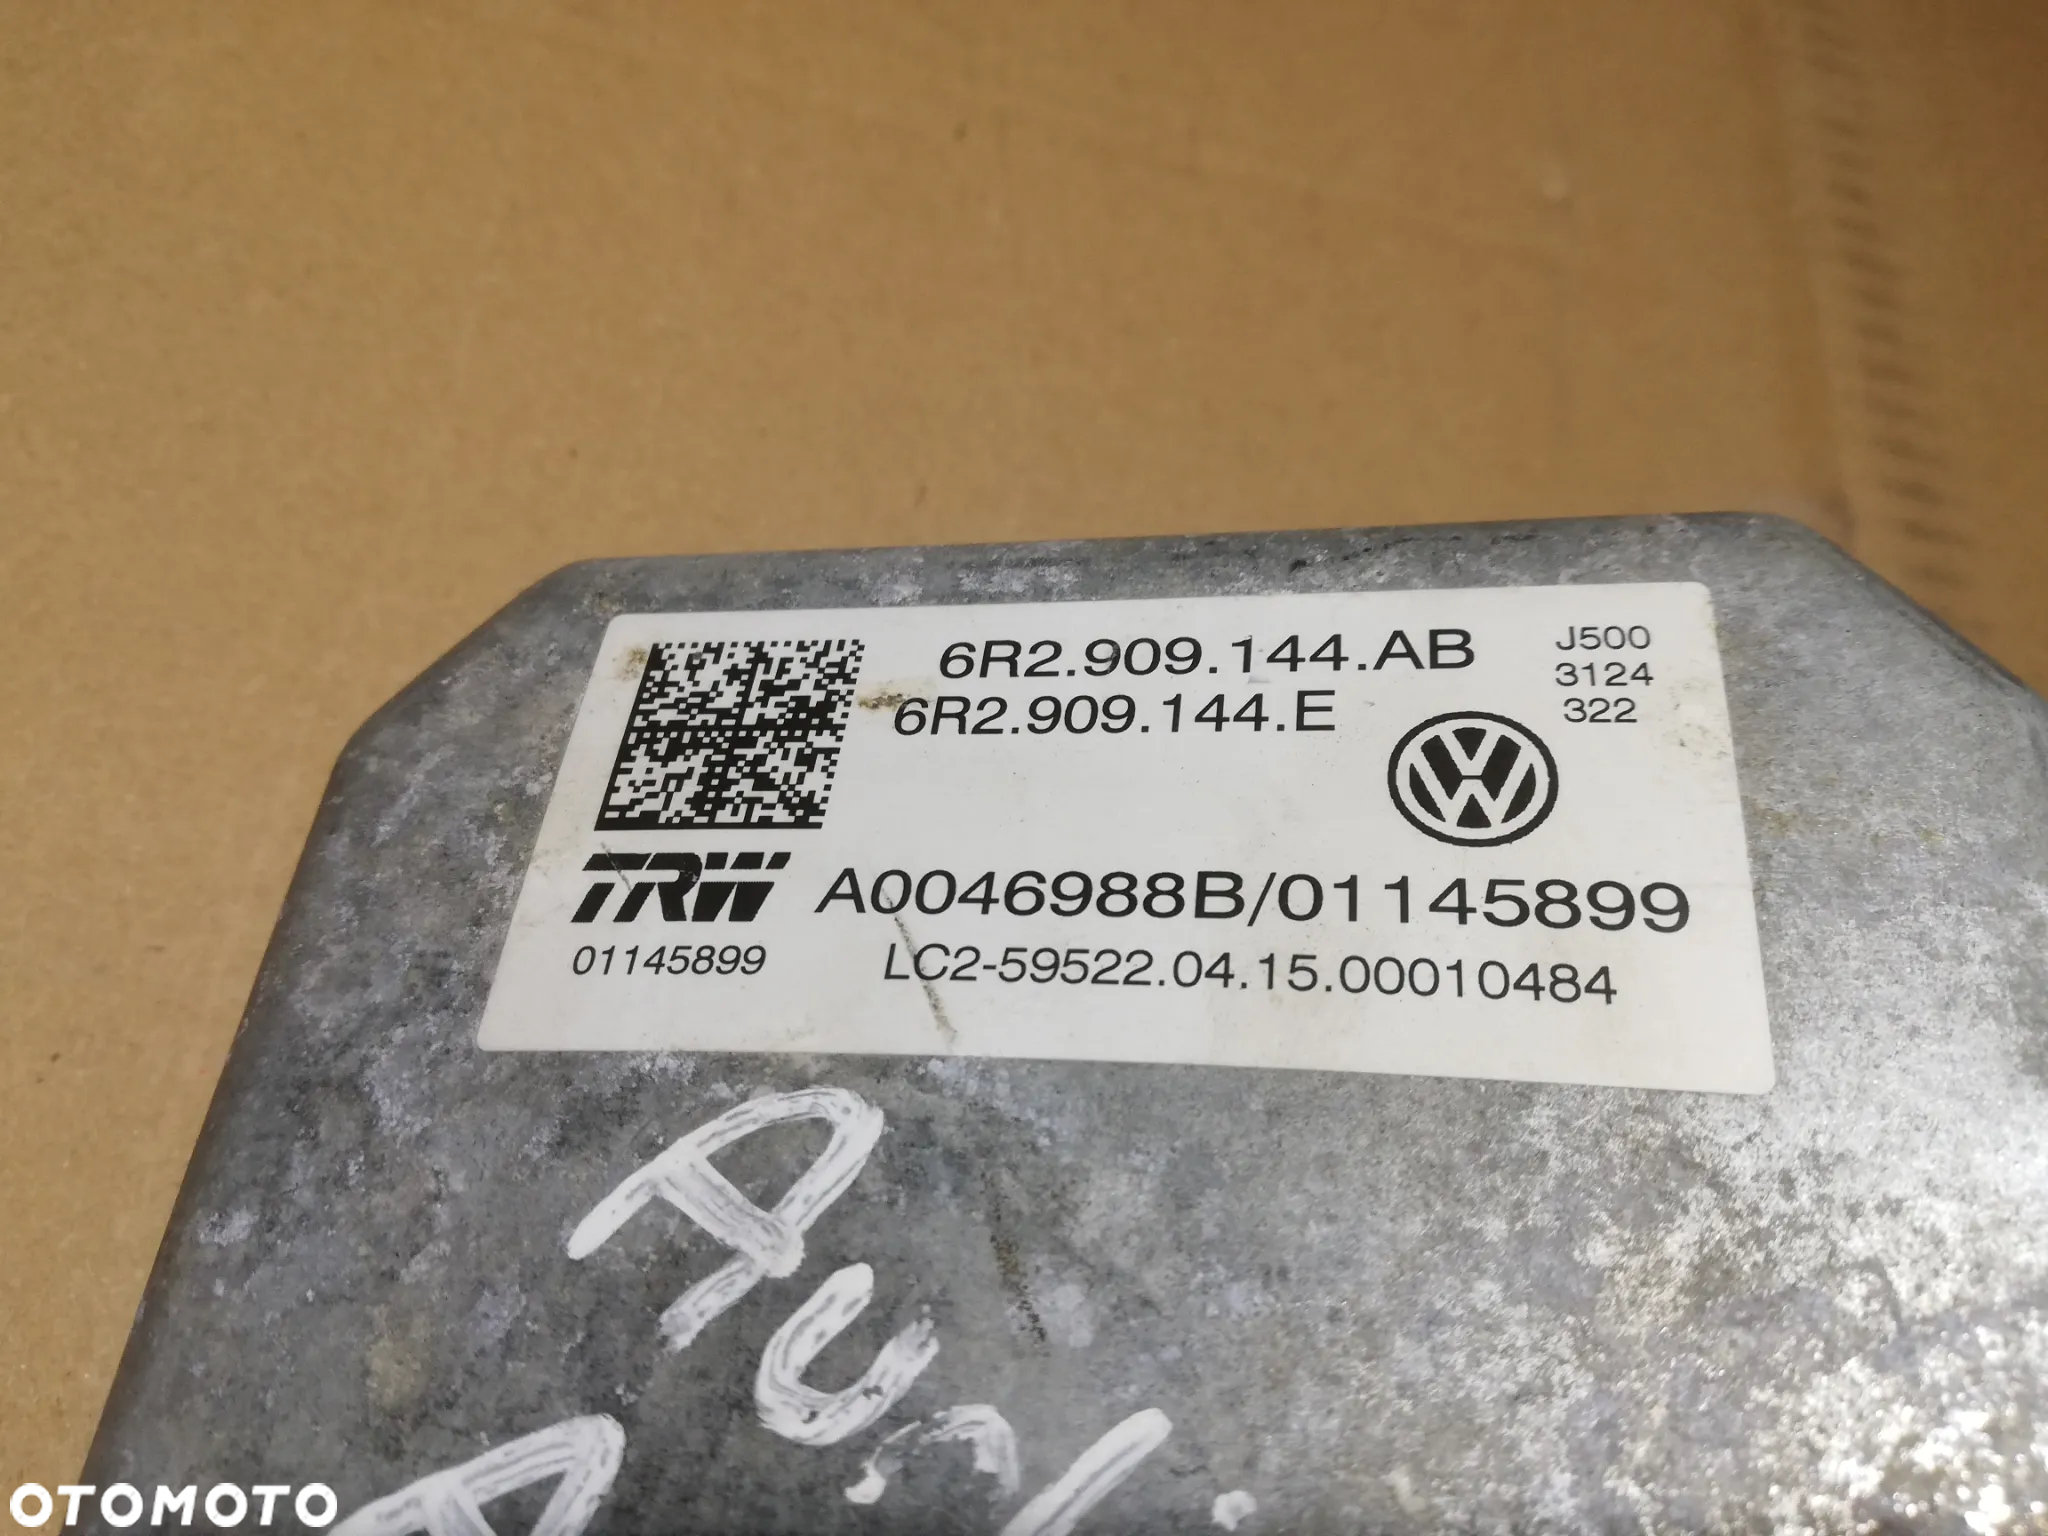 6R2.909.144.AB
J500
6R2.909.144.E
3124
322
TRW
A0046988B/01145899
01145899
LC2-59522.04.15.00010484
Audi
A
OTOMOTO